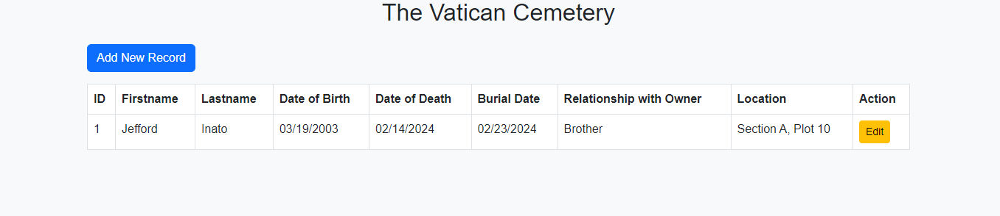 The Vatican Cemetery
Add New Record
ID Firstname Lastname Date of Birth Date of Death Burial Date Relationship with Owner Location Action
1 Jefford Inato 03/19/2003 02/14/2024 02/23/2024 Brother Section A, Plot 10 Edit